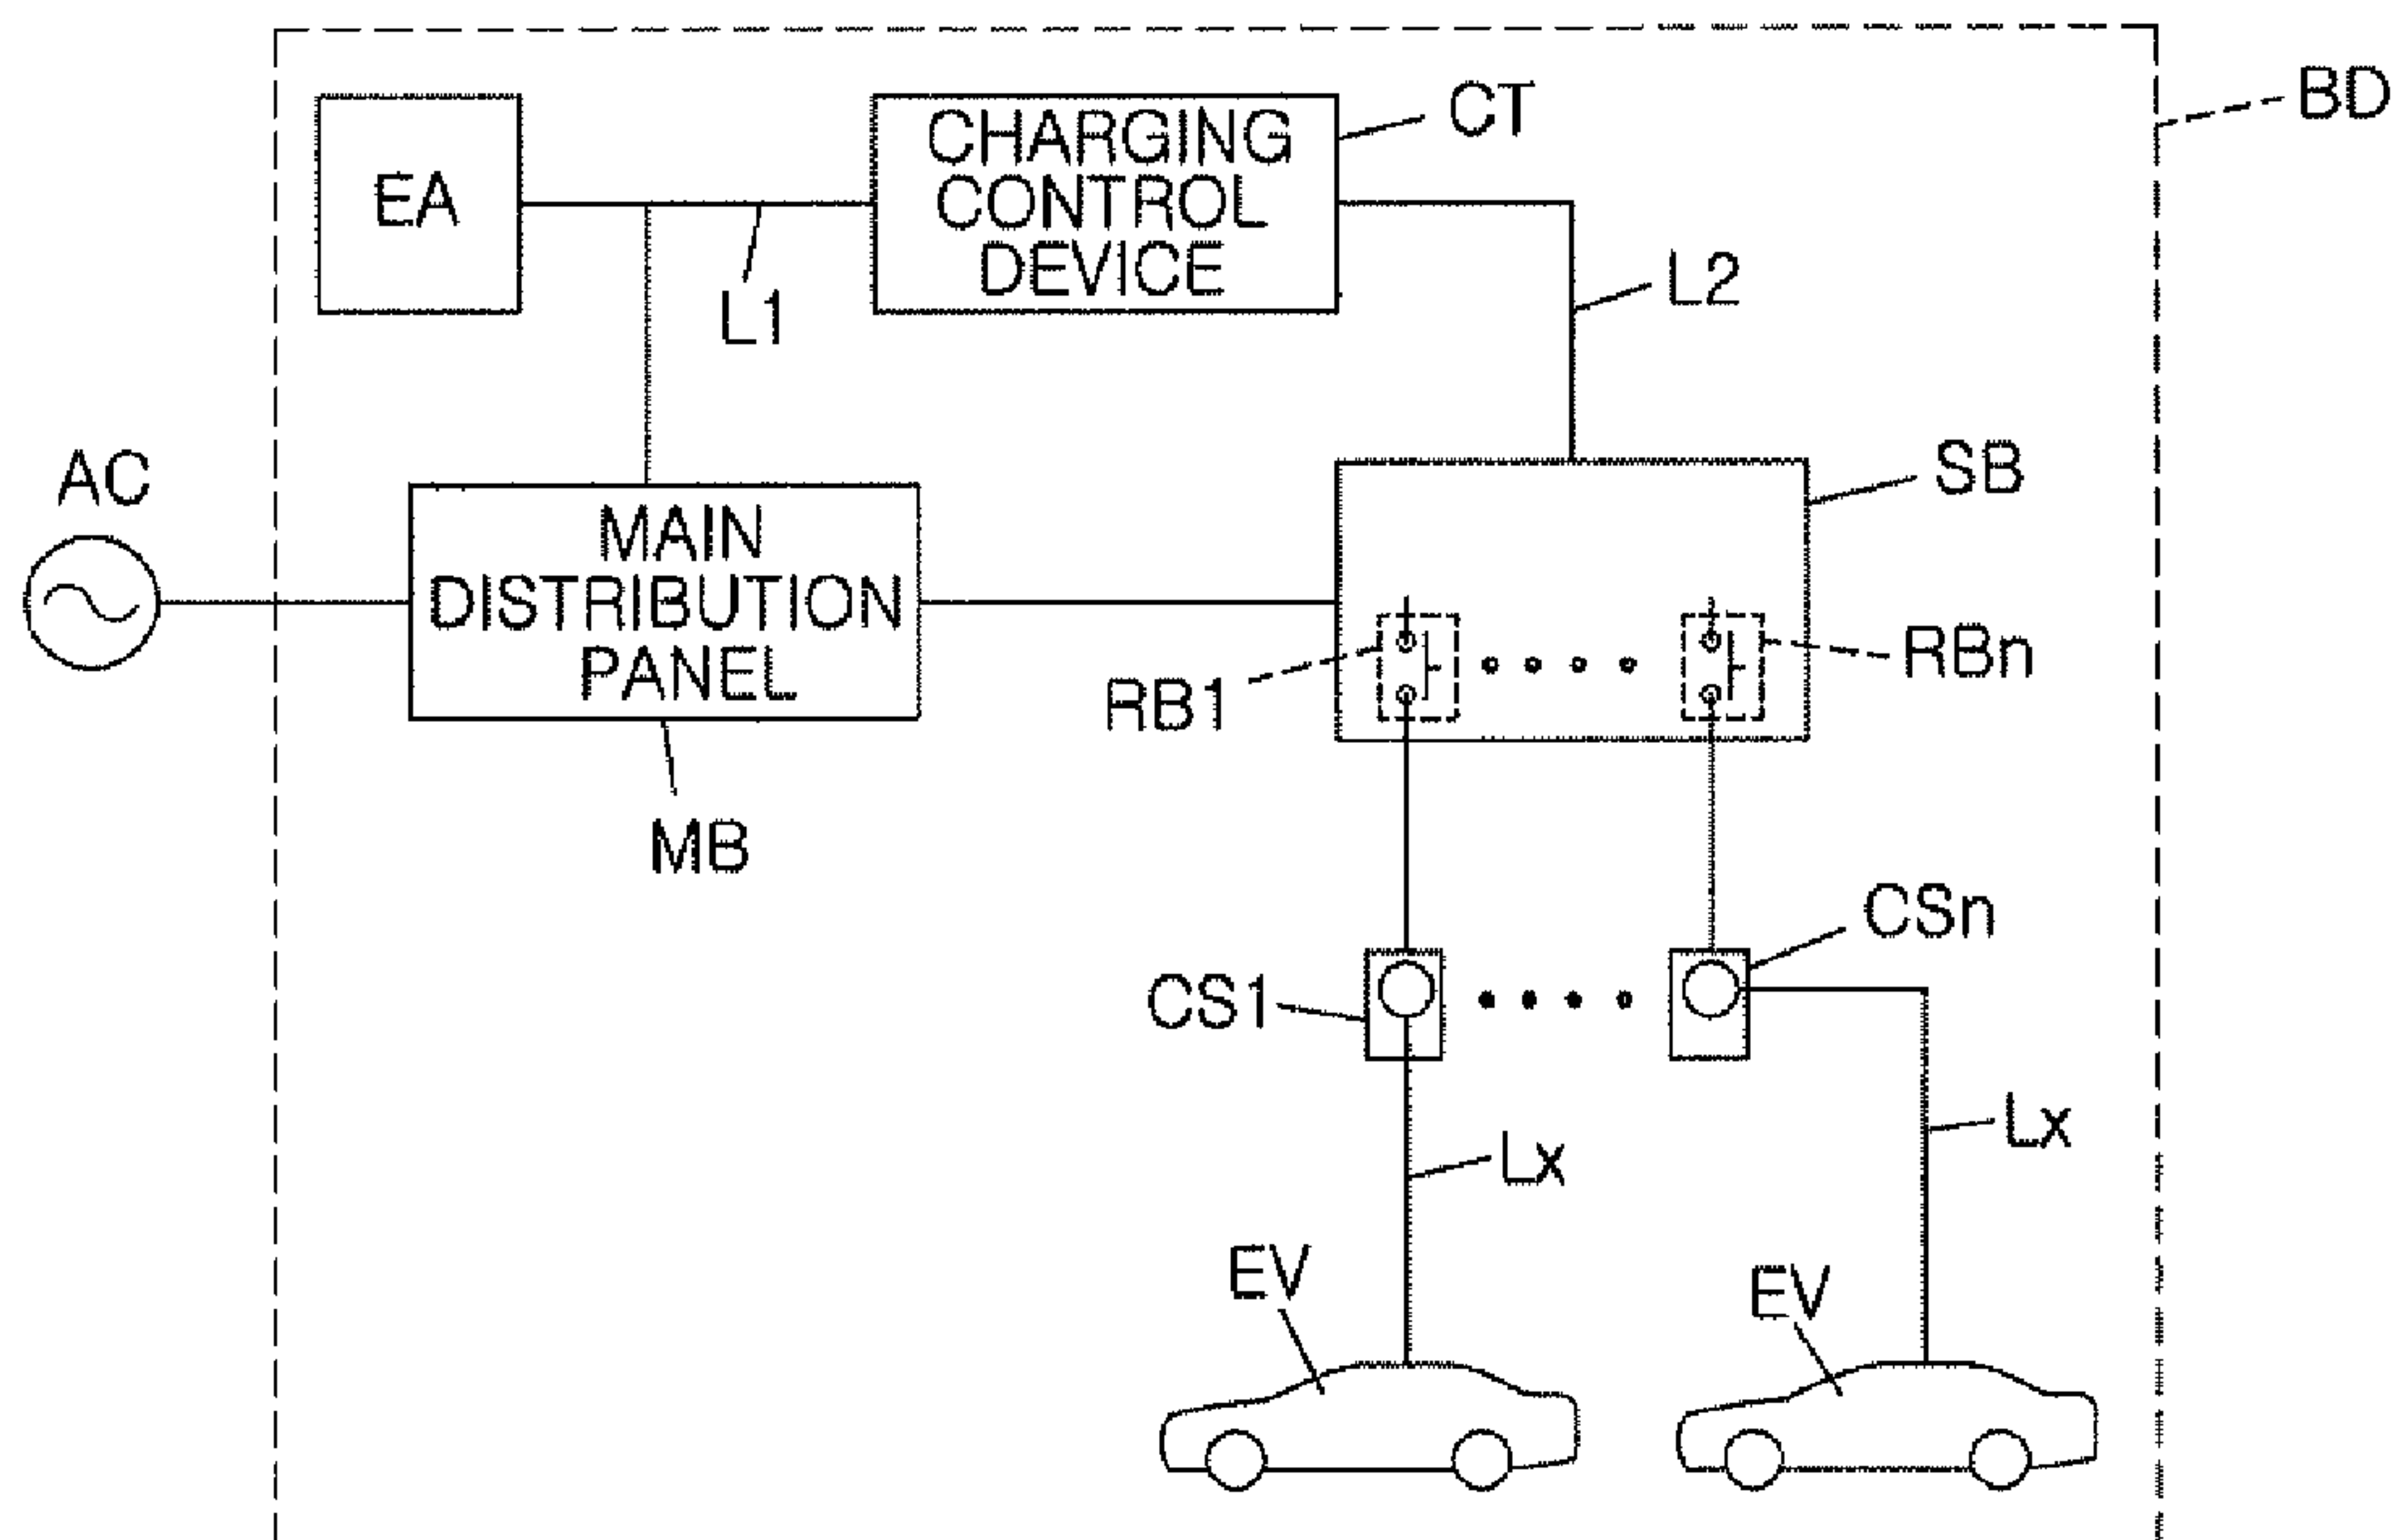 BD
CT
EA
CHARGING
CONTROL
DEVICE
L1
L2
AC
MAIN
DISTRIBUTION
PANEL
SB
RB1
RBn
MB
CSn
CS1
Lx
Lx
EV
EV